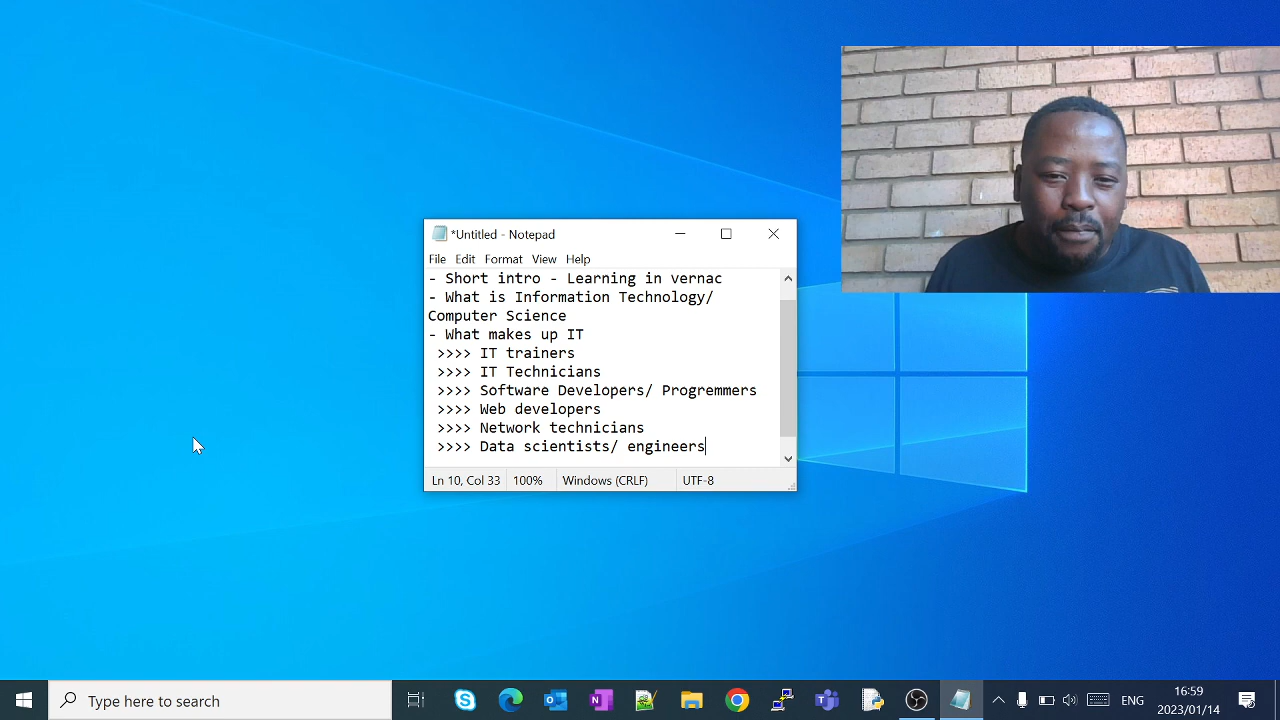 *Untitled - Notepad
File Edit Format View Help
- Short intro - Learning in vernac
- What is Information Technology/
Computer Science
- What makes up IT
>>>> IT trainers
>>>> IT Technicians
>>>> Software Developers/ Progremmers
>>>> Web developers
>>>> Network technicians
>>>> Data scientists/ engineers
Ln 10, Col 33 100% Windows (CRLF) UTF-8
Type here to search
ENG
16:59
2023/01/14